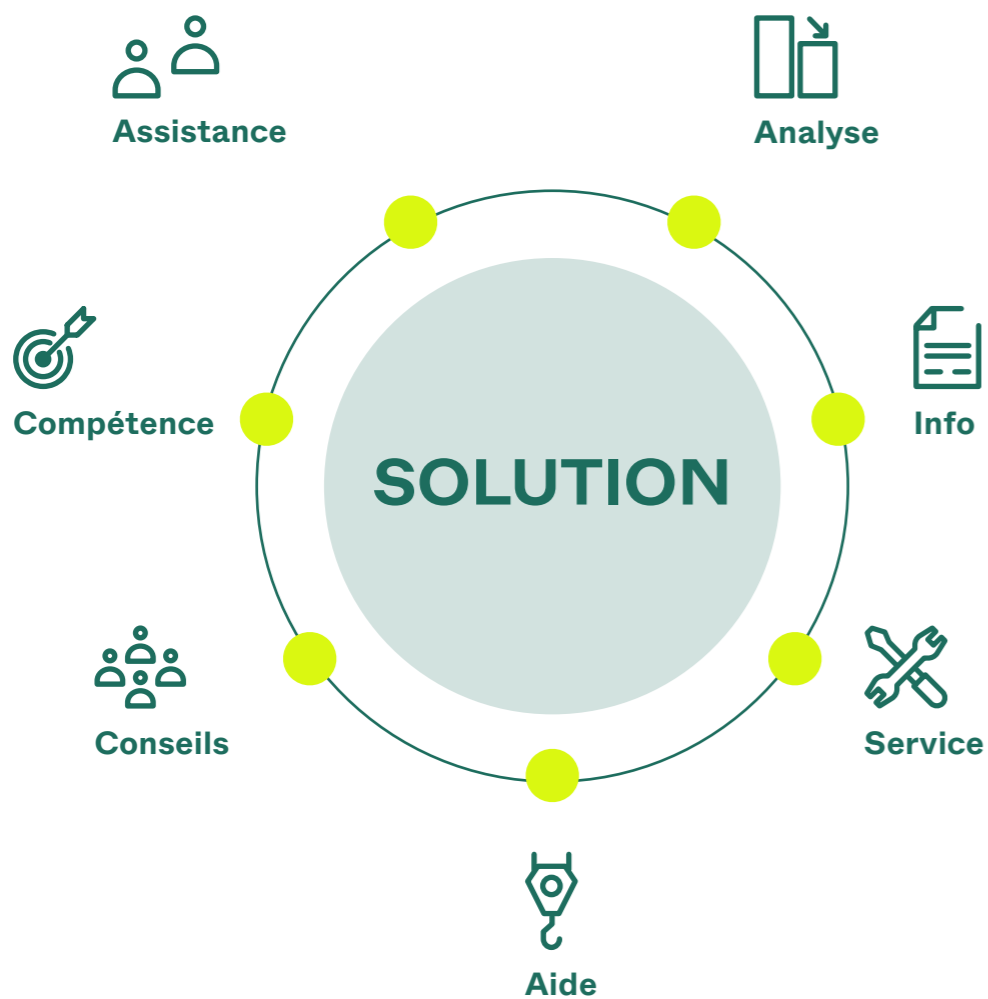 Assistance
Analyse
Compétence
Info
SOLUTION
Conseils
Service
Aide